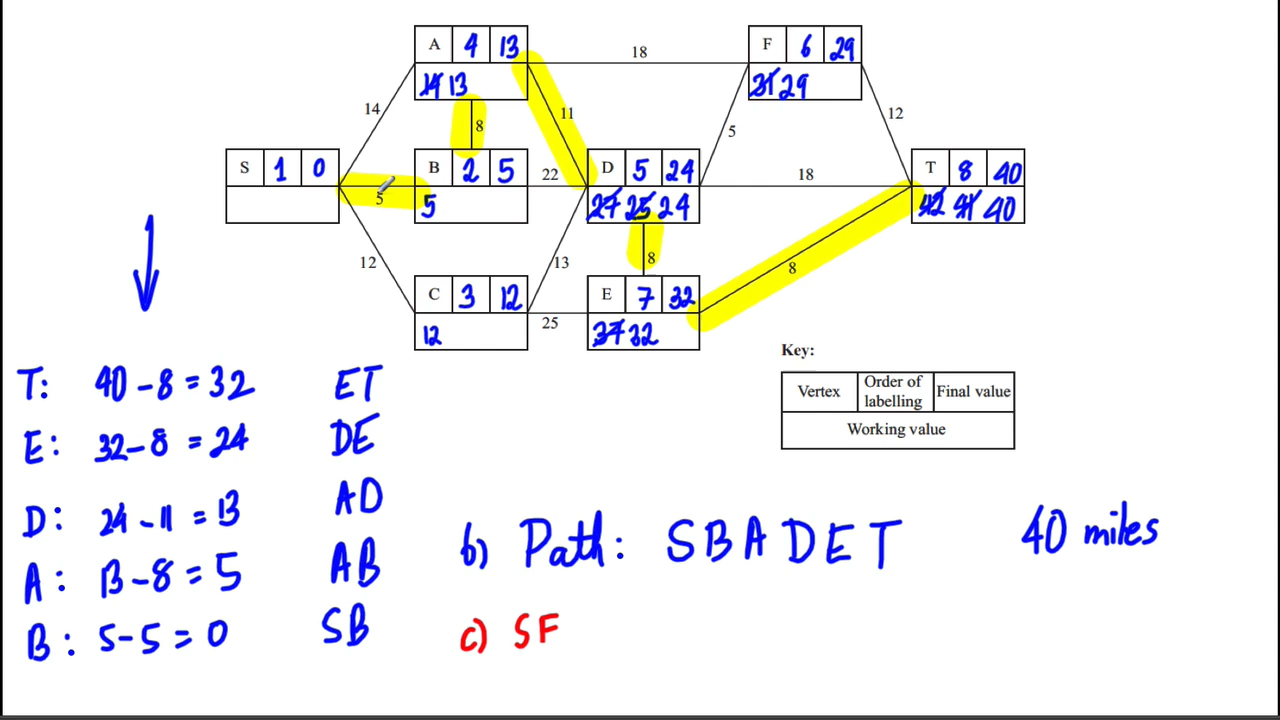 A 4 13
14 13
18
F 6 29
31 29
14
8
11
5
12
S 1 0
B 2 5
5
5
22
D 5 24
27 25 24
18
T 8 40
42 41 40
12
13
8
8
C 3 12
12
25
E 7 32
37 32
Key:
Vertex
Order of
labelling
Final value
Working value
T: 40 - 8 = 32 ET
E: 32 - 8 = 24 DE
D: 24 - 11 = 13 AD
A: 13 - 8 = 5 AB
B: 5 - 5 = 0 SB
b) Path: SBADET 40 miles
c) SF